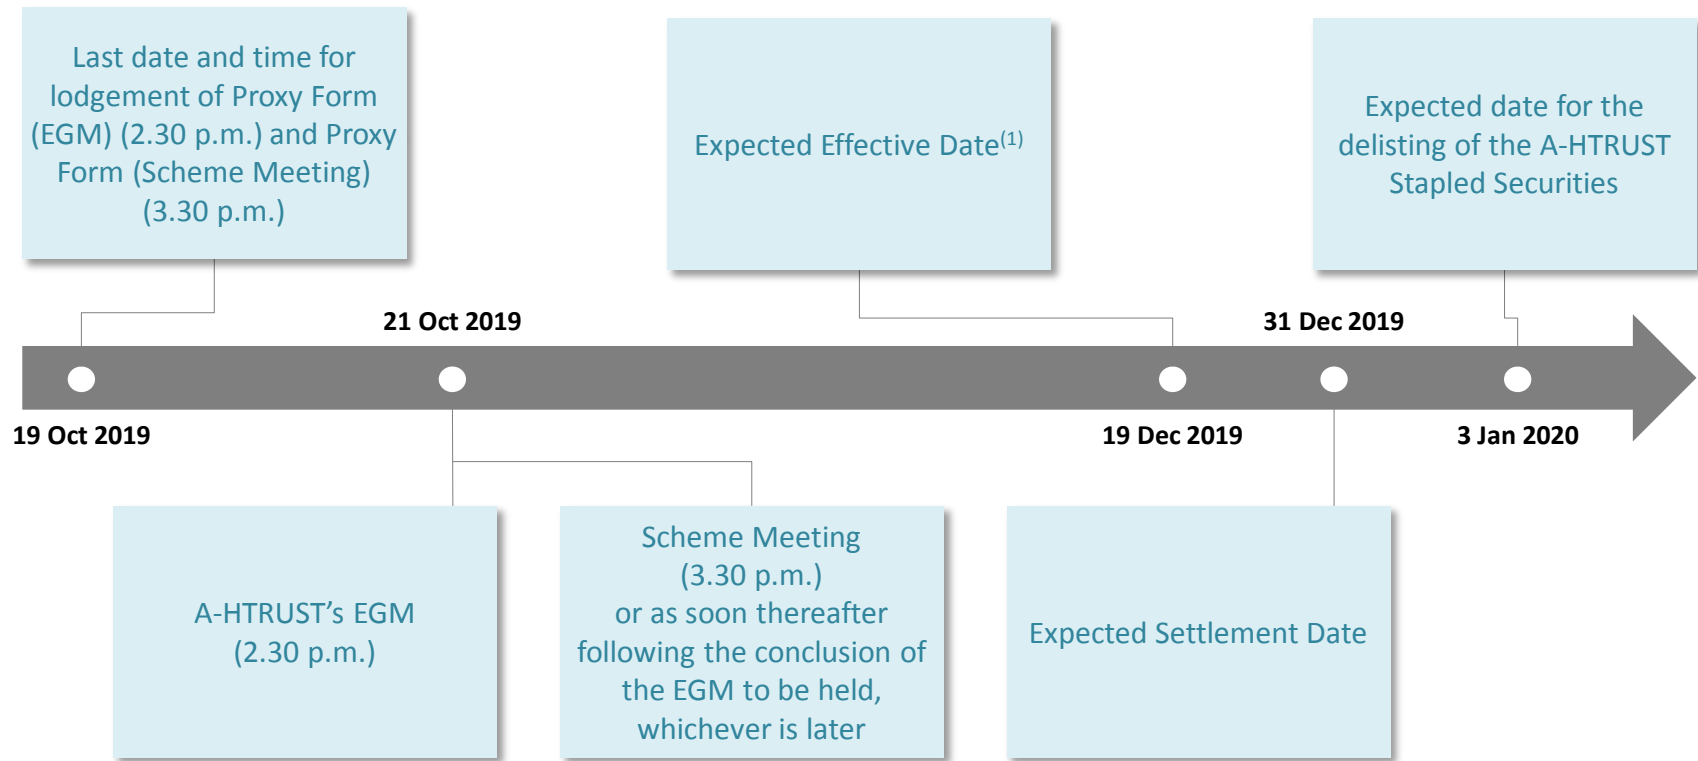 Last date and time for
lodgement of Proxy Form
(EGM) (2.30 p.m.) and Proxy
Form (Scheme Meeting)
(3.30 p.m.)
Expected Effective Date(1)
Expected date for the
delisting of the A-HTRUST
Stapled Securities
21 Oct 2019
31 Dec 2019
19 Oct 2019
19 Dec 2019
3 Jan 2020
A-HTRUST’s EGM
(2.30 p.m.)
Scheme Meeting
(3.30 p.m.)
or as soon thereafter
following the conclusion of
the EGM to be held,
whichever is later
Expected Settlement Date